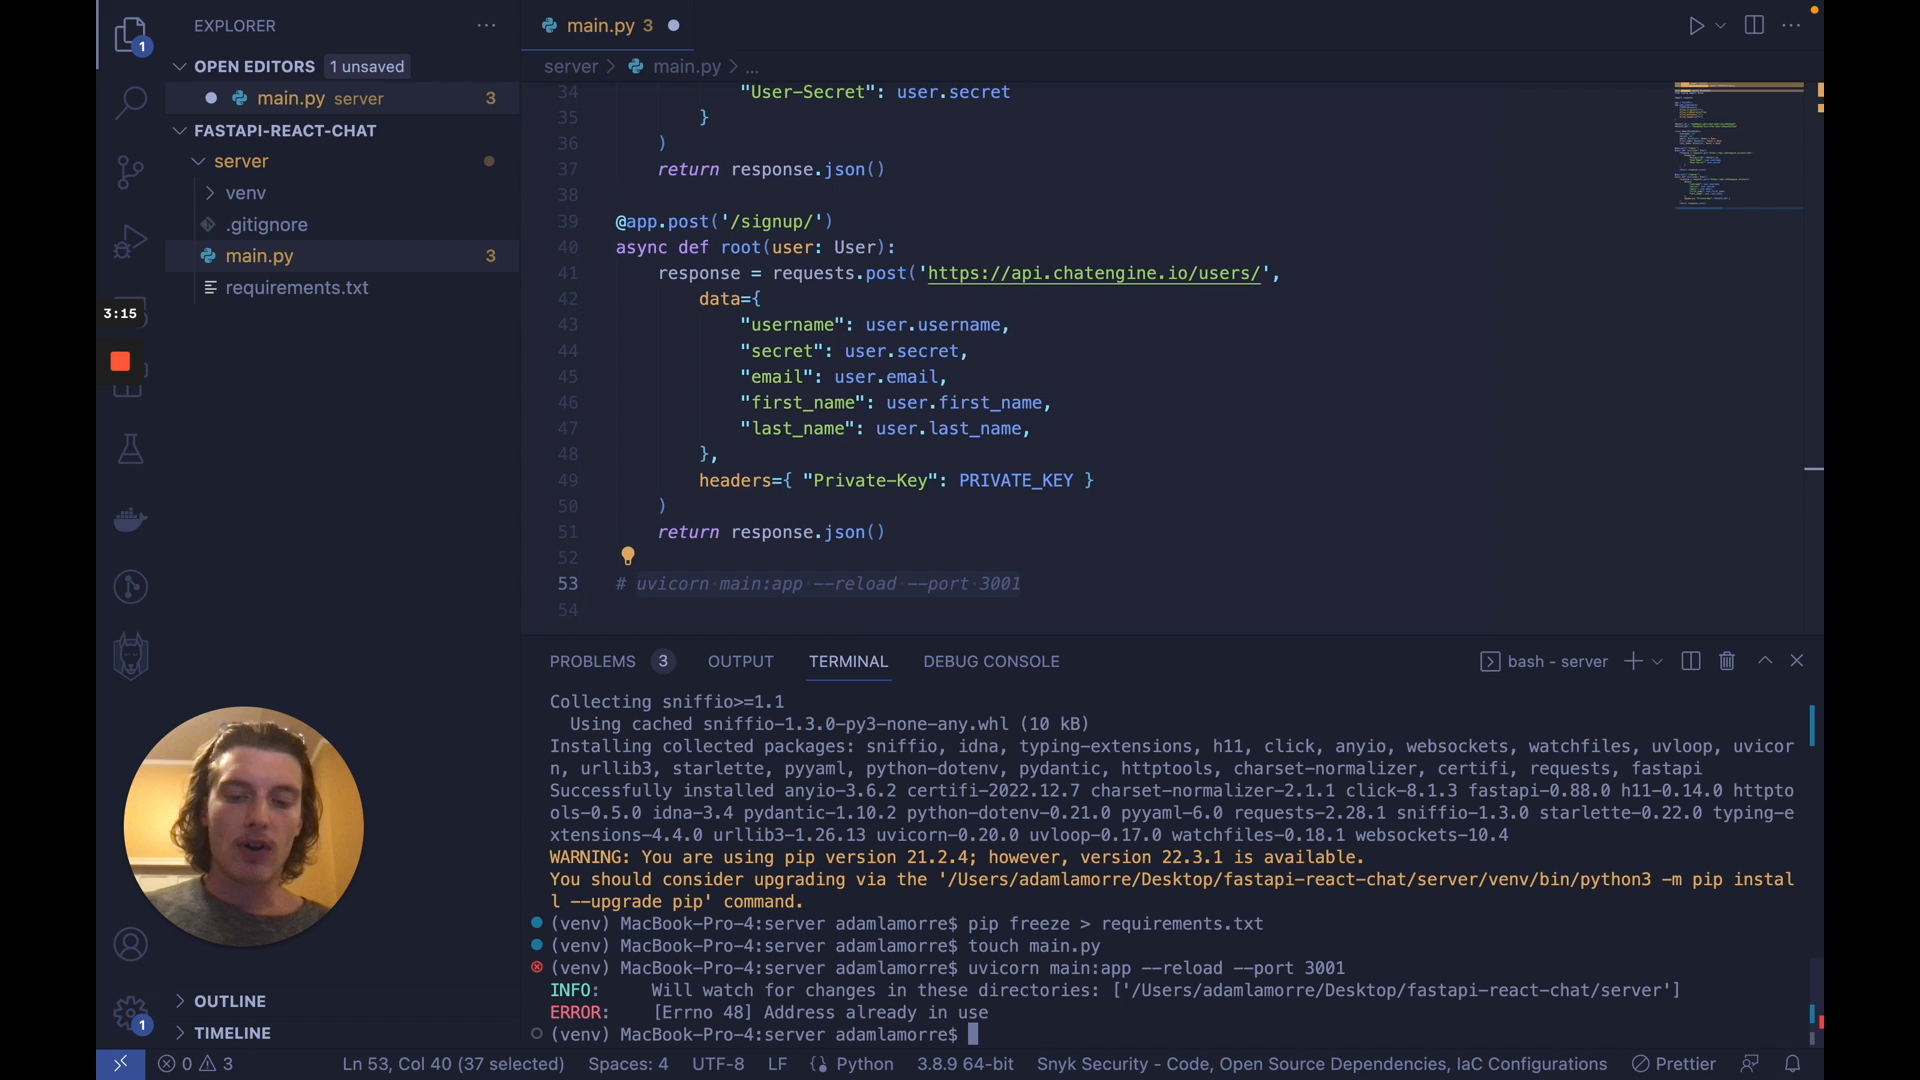 EXPLORER
main.py 3
1
OPEN EDITORS 1 unsaved
server main.py ...
main.py server 3
FASTAPI-REACT-CHAT
server
venv
.gitignore
main.py 3
requirements.txt
3:15
34 "User-Secret": user.secret
35 }
36 )
37 return response.json()
38
39 @app.post('/signup/')
40 async def root(user: User):
41 response = requests.post('https://api.chatengine.io/users/',
42 data={
43 "username": user.username,
44 "secret": user.secret,
45 "email": user.email,
46 "first_name": user.first_name,
47 "last_name": user.last_name,
48 },
49 headers={ "Private-Key": PRIVATE_KEY }
50 )
51 return response.json()
52
53 # uvicorn main:app --reload --port 3001
54
PROBLEMS 3 OUTPUT TERMINAL DEBUG CONSOLE bash - server
Collecting sniffio>=1.1
Using cached sniffio-1.3.0-py3-none-any.whl (10 kB)
Installing collected packages: sniffio, idna, typing-extensions, h11, click, anyio, websockets, watchfiles, uvloop, uvicor
n, urllib3, starlette, pyyaml, python-dotenv, pydantic, httptools, charset-normalizer, certifi, requests, fastapi
Successfully installed anyio-3.6.2 certifi-2022.12.7 charset-normalizer-2.1.1 click-8.1.3 fastapi-0.88.0 h11-0.14.0 httpto
ols-0.5.0 idna-3.4 pydantic-1.10.2 python-dotenv-0.21.0 pyyaml-6.0 requests-2.28.1 sniffio-1.3.0 starlette-0.22.0 typing-e
xtensions-4.4.0 urllib3-1.26.13 uvicorn-0.20.0 uvloop-0.17.0 watchfiles-0.18.1 websockets-10.4
WARNING: You are using pip version 21.2.4; however, version 22.3.1 is available.
You should consider upgrading via the '/Users/adamlamorre/Desktop/fastapi-react-chat/server/venv/bin/python3 -m pip instal
l --upgrade pip' command.
(venv) MacBook-Pro-4:server adamlamorre$ pip freeze > requirements.txt
(venv) MacBook-Pro-4:server adamlamorre$ touch main.py
(venv) MacBook-Pro-4:server adamlamorre$ uvicorn main:app --reload --port 3001
INFO: Will watch for changes in these directories: ['/Users/adamlamorre/Desktop/fastapi-react-chat/server']
ERROR: [Errno 48] Address already in use
(venv) MacBook-Pro-4:server adamlamorre$
OUTLINE
TIMELINE
1
0 3 Ln 53, Col 40 (37 selected) Spaces: 4 UTF-8 LF Python 3.8.9 64-bit Snyk Security - Code, Open Source Dependencies, IaC Configurations Prettier